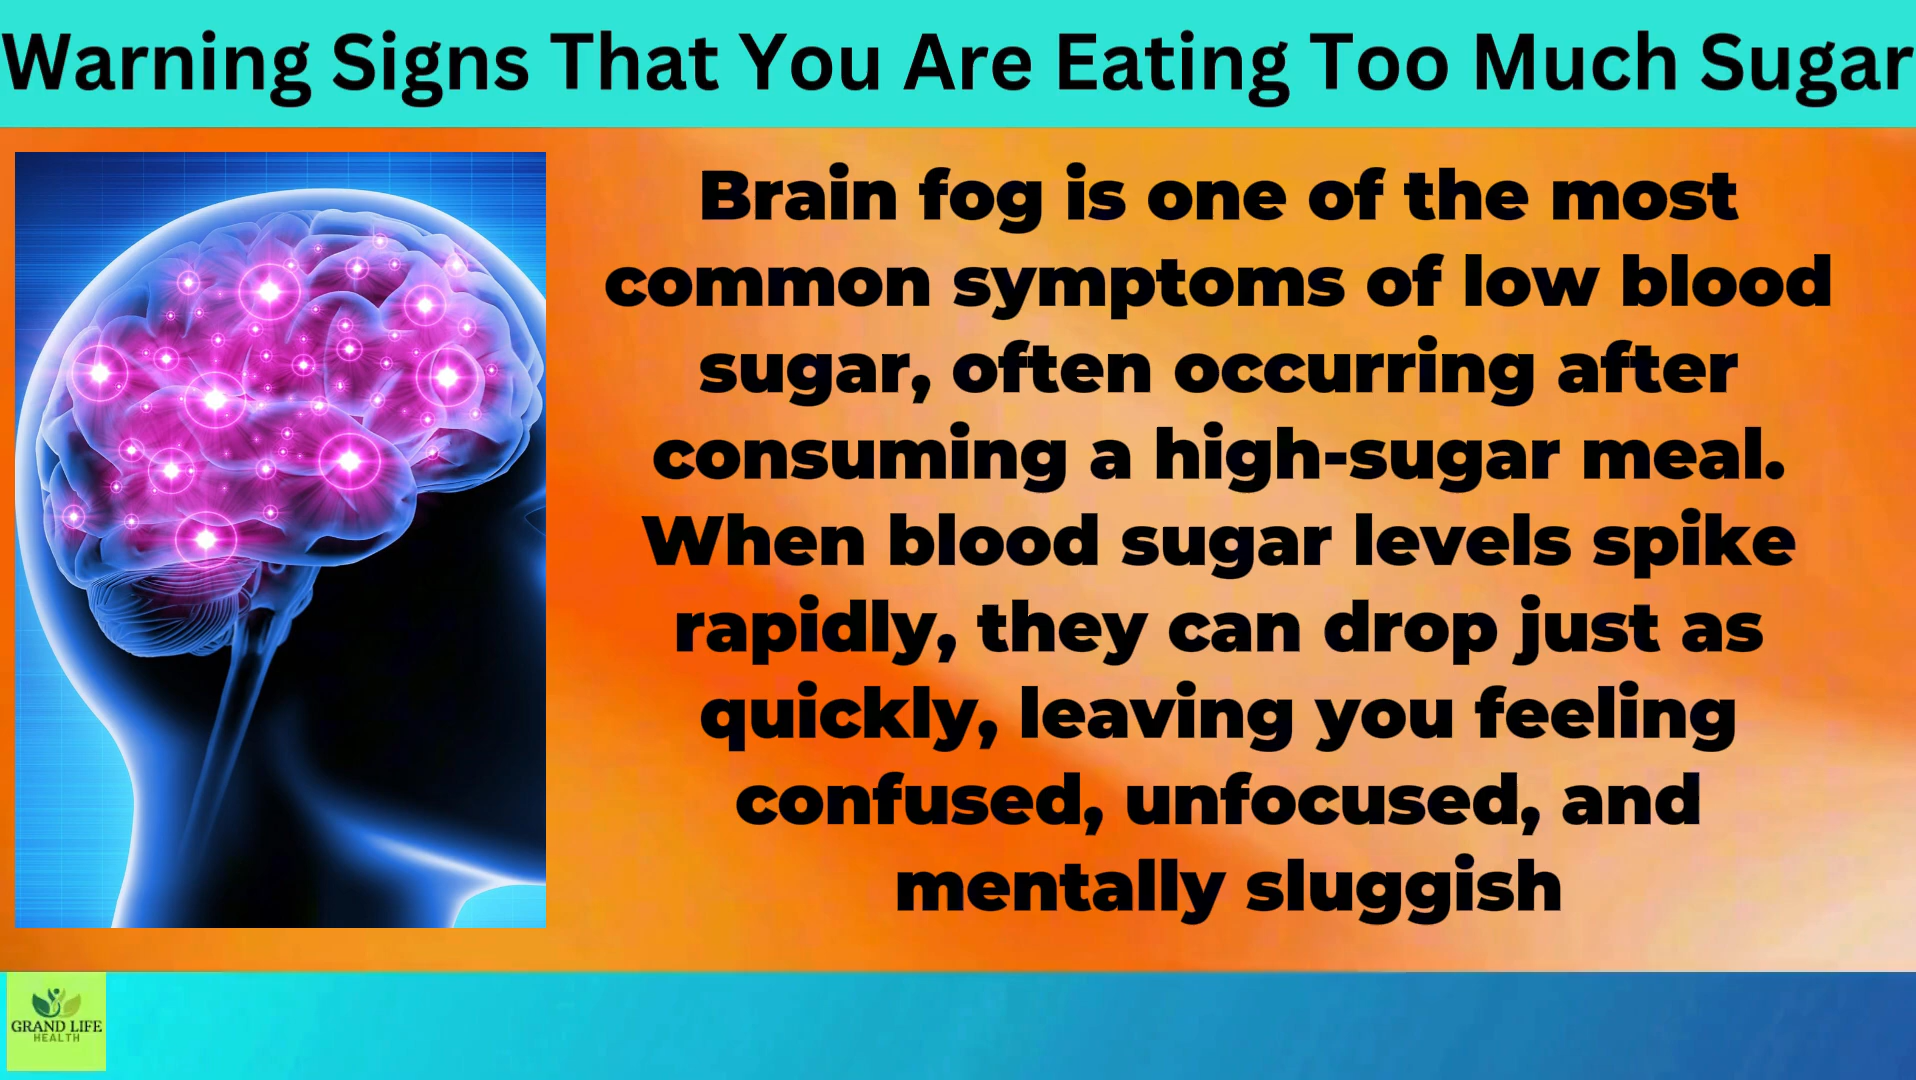 Warning Signs That You Are Eating Too Much Sugar
Brain fog is one of the most
common symptoms of low blood
sugar, often occurring after
consuming a high-sugar meal.
When blood sugar levels spike
rapidly, they can drop just as
quickly, leaving you feeling
confused, unfocused, and
mentally sluggish
GRAND LIFE
HEALTH